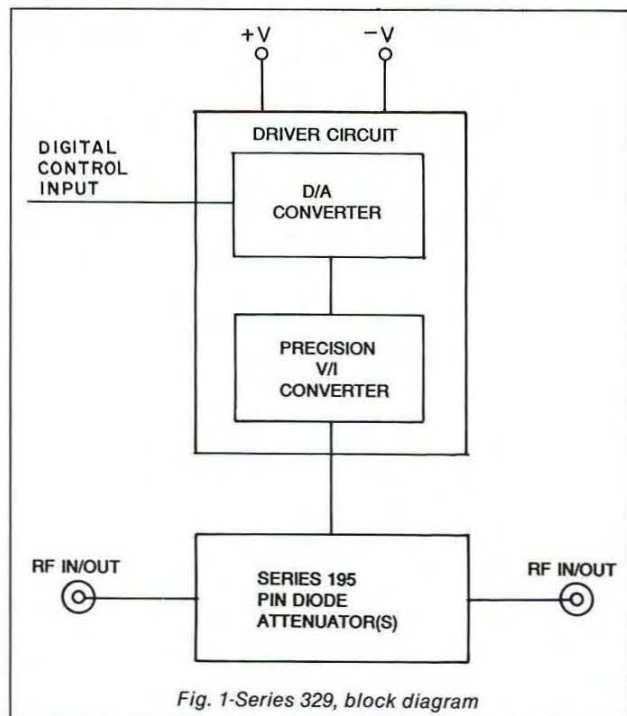 +V
−V
DRIVER CIRCUIT
DIGITAL
CONTROL
INPUT
D/A
CONVERTER
PRECISION
V/I
CONVERTER
RF IN/OUT
RF IN/OUT
SERIES 195
PIN DIODE
ATTENUATOR(S)
Fig. 1-Series 329, block diagram